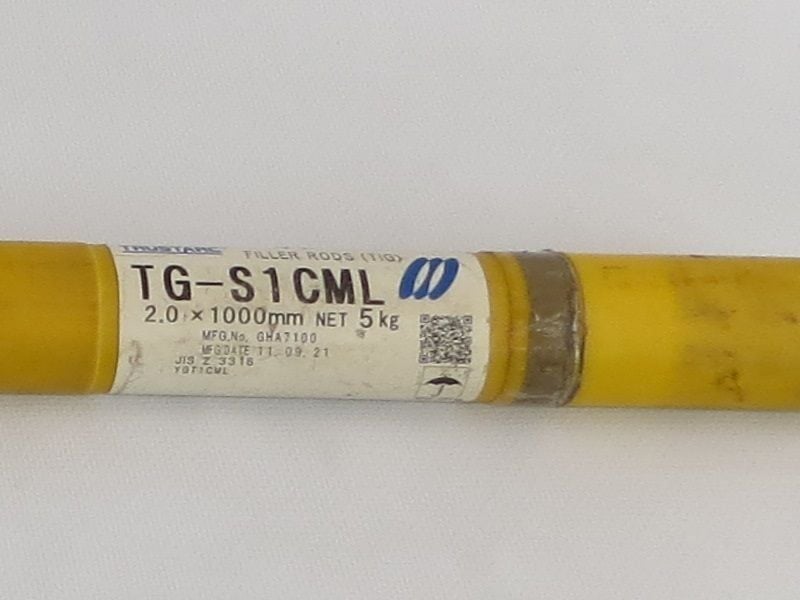 TRUSTARC
FILLER RODS (TIG)
TG-S1CML
2.0 × 1000mm NET 5kg
MFG.No. GHA7100
MFG.DATE 11.09.21
JIS Z 3316
YGT1CML